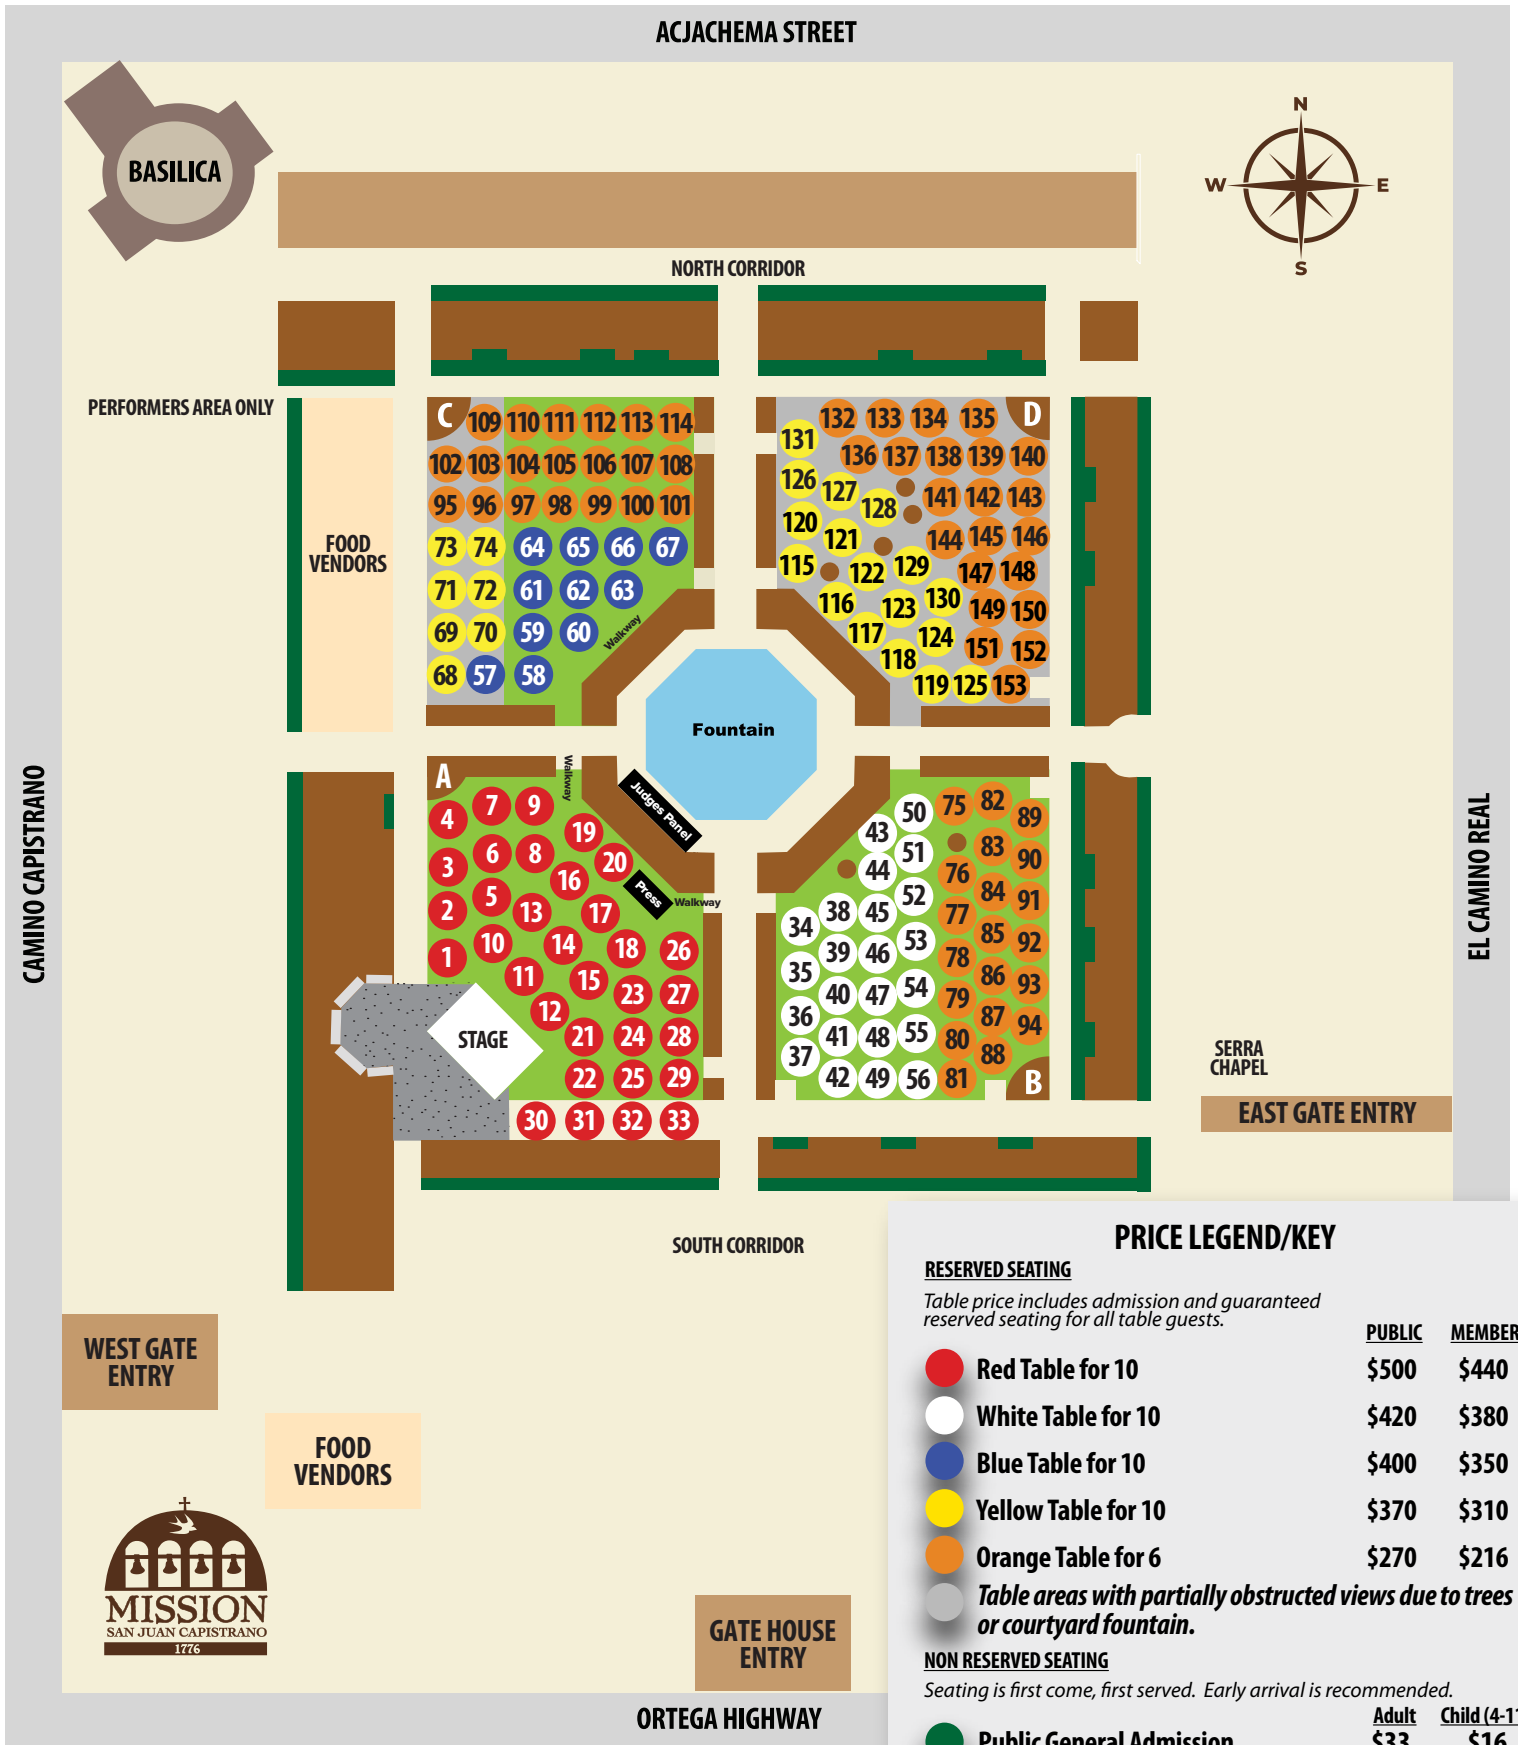 ACJACHEMA STREET
BASILICA
N
W
E
S
NORTH CORRIDOR
PERFORMERS AREA ONLY
FOOD
VENDORS
C
109 110 111 112 113 114
102 103 104 105 106 107 108
95 96 97 98 99 100 101
73 74 64 65 66 67
71 72 61 62 63
69 70 59 60
68 57 58
Walkway
D
132 133 134 135
131
136 137 138 139 140
126 127 128 141 142 143
120 121 144 145 146
115 122 129 147 148
116 123 130 149 150
117 124 151 152
118
119 125 153
Fountain
CAMINO CAPISTRANO
EL CAMINO REAL
A
Walkway
Judges Panel
Press
Walkway
4 7 9
19
3 6 8 20
16
2 5 13 17
1 10 14 18 26
11 15 23 27
12
21 24 28
22 25 29
30 31 32 33
STAGE
50 75 82 89
43 51 83 90
44 76
52 84 91
34 38 45 77
39 46 53 85 92
35 78 86 93
40 47 54 79
36 87 94
41 48 55 80
37 88
42 49 56 81
B
SERRA
CHAPEL
EAST GATE ENTRY
SOUTH CORRIDOR
WEST GATE
ENTRY
FOOD
VENDORS
MISSION
SAN JUAN CAPISTRANO
1776
GATE HOUSE
ENTRY
ORTEGA HIGHWAY
PRICE LEGEND/KEY
RESERVED SEATING
Table price includes admission and guaranteed
reserved seating for all table guests.
PUBLIC MEMBER
Red Table for 10 $500 $440
White Table for 10 $420 $380
Blue Table for 10 $400 $350
Yellow Table for 10 $370 $310
Orange Table for 6 $270 $216
Table areas with partially obstructed views due to trees
or courtyard fountain.
NON RESERVED SEATING
Seating is first come, first served. Early arrival is recommended.
Adult Child (4-11
Public General Admission $33 $16